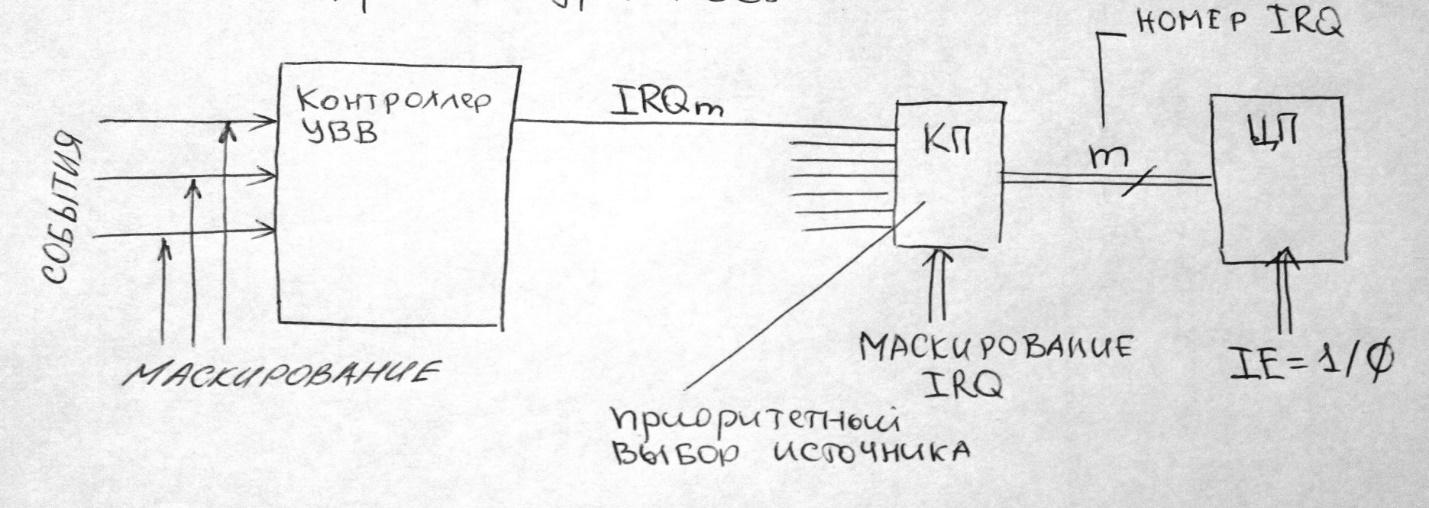 НОМЕР IRQ
Контроллер
УВВ
IRQm
КП
m
ЦП
СОБЫТИЯ
МАСКИРОВАНИЕ
МАСКИРОВАНИЕ
IRQ
IE=1/0
приоритетный
ВЫБОР ИСТОЧНИКА